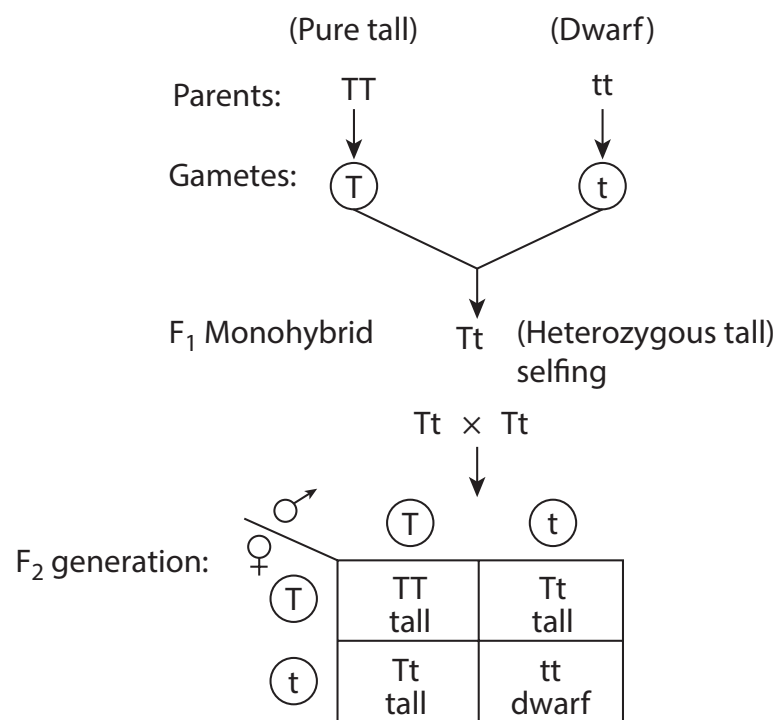 (Pure tall) (Dwarf)
Parents: TT tt
Gametes: T t
F₁ Monohybrid Tt (Heterozygous tall)
selfing
Tt × Tt
♂ T t
F₂ generation: ♀
T TT Tt
tall tall
t Tt tt
tall dwarf